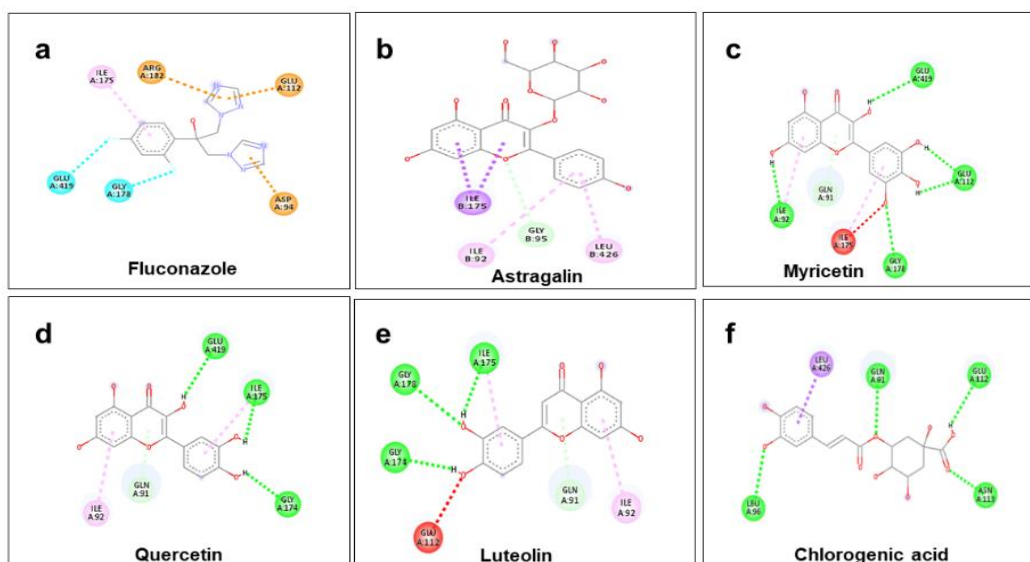 a
ILE
A:175
ARG
A:182
GLU
A:112
GLU
A:419
GLY
A:178
ASP
A:94
Fluconazole
b
ILE
B:175
GLY
B:95
ILE
B:92
LEU
B:426
Astragalin
c
GLU
A:419
GLU
A:112
GLN
A:91
ILE
A:92
ILE
A:175
GLY
A:178
Myricetin
d
GLU
A:419
ILE
A:175
GLN
A:91
GLY
A:174
ILE
A:92
Quercetin
e
ILE
A:175
GLY
A:178
GLY
A:174
GLN
A:91
GLU
A:112
ILE
A:92
Luteolin
f
LEU
A:426
GLN
A:91
GLU
A:112
LEU
A:96
ASN
A:113
Chlorogenic acid